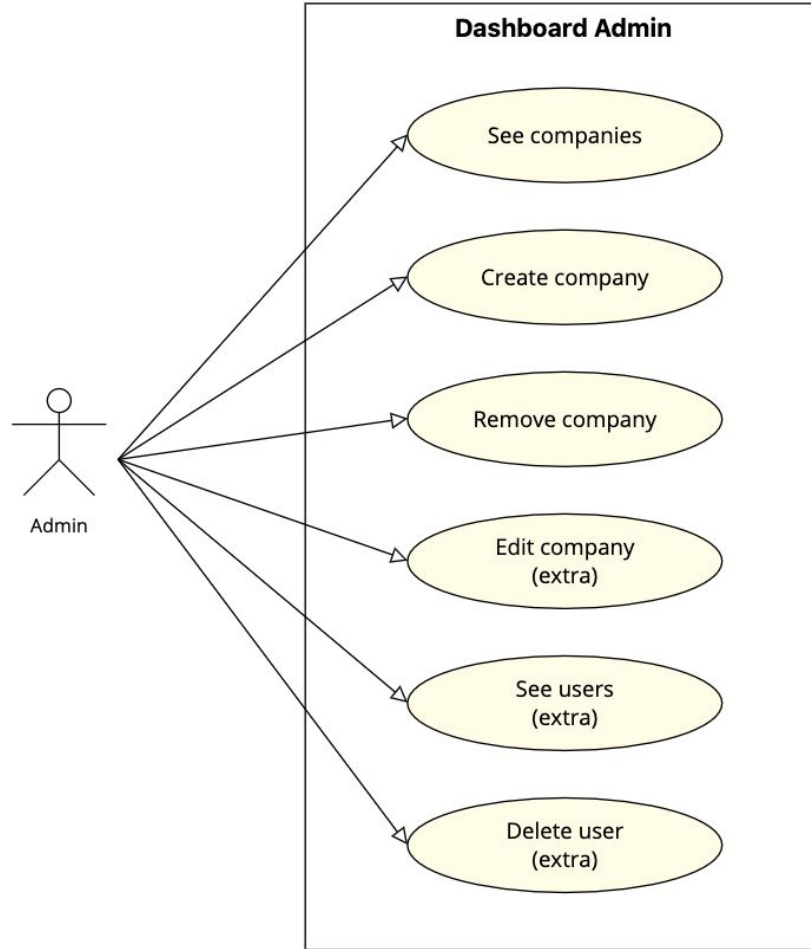 Dashboard Admin
See companies
Create company
Remove company
Admin
Edit company
(extra)
See users
(extra)
Delete user
(extra)